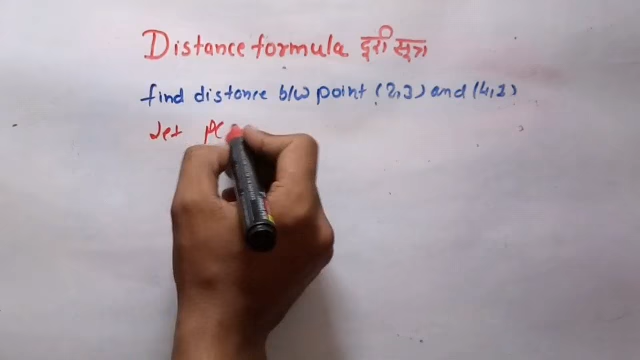 Distance formula दूरी सूत्र
find distance b/w point (2,3) and (4,1)
Let P(